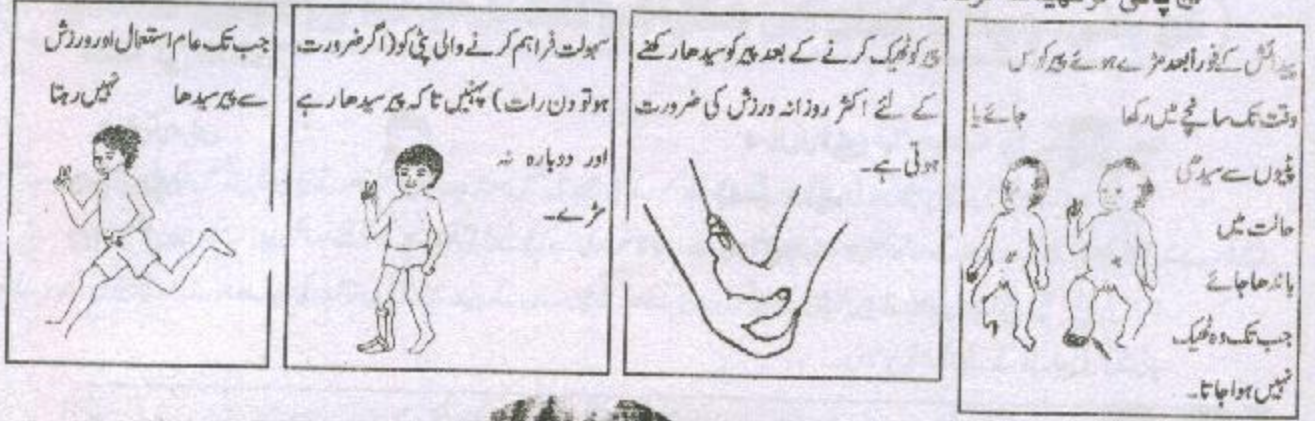 پیدائش کے فوراً بعد مڑے ہوئے پیر کو اس
وقت تک سانچے میں رکھا جائے یا
پٹیوں سے سیدھی
حالت میں
باندھا جائے
جب تک وہ ٹھیک
نہیں ہوا جاتا۔
پیر کو ٹھیک کرنے کے بعد پیر کو سیدھا رکھنے
کے لئے اکثر روزانہ ورزش کی ضرورت
ہوتی ہے۔
سہولت فراہم کرنے والی پٹی کو (اگر ضرورت
ہو تو دن رات) پہنیں تا کہ پیر سیدھا رہے
اور دوبارہ نہ
مڑے۔
جب تک عام استعمال اور ورزش
سے پیر سیدھا نہیں رہتا